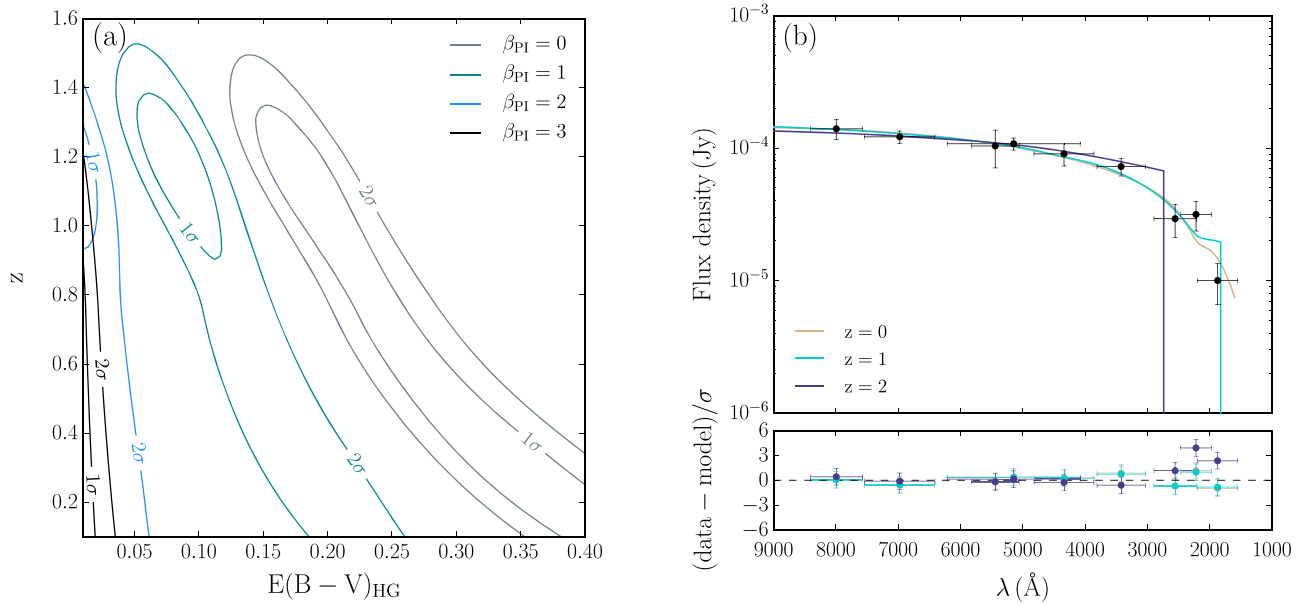 (a)
β_PI = 0
β_PI = 1
β_PI = 2
β_PI = 3
1σ
2σ
1σ
2σ
1σ
2σ
2σ
1σ
2σ
1.6
1.4
1.2
1.0
0.8
0.6
0.4
0.2
z
0.05 0.10 0.15 0.20 0.25 0.30 0.35 0.40
E(B − V)_HG
(b)
10^−3
10^−4
10^−5
10^−6
Flux density (Jy)
z = 0
z = 1
z = 2
6
3
0
−3
−6
(data − model)/σ
9000 8000 7000 6000 5000 4000 3000 2000 1000
λ (Å)